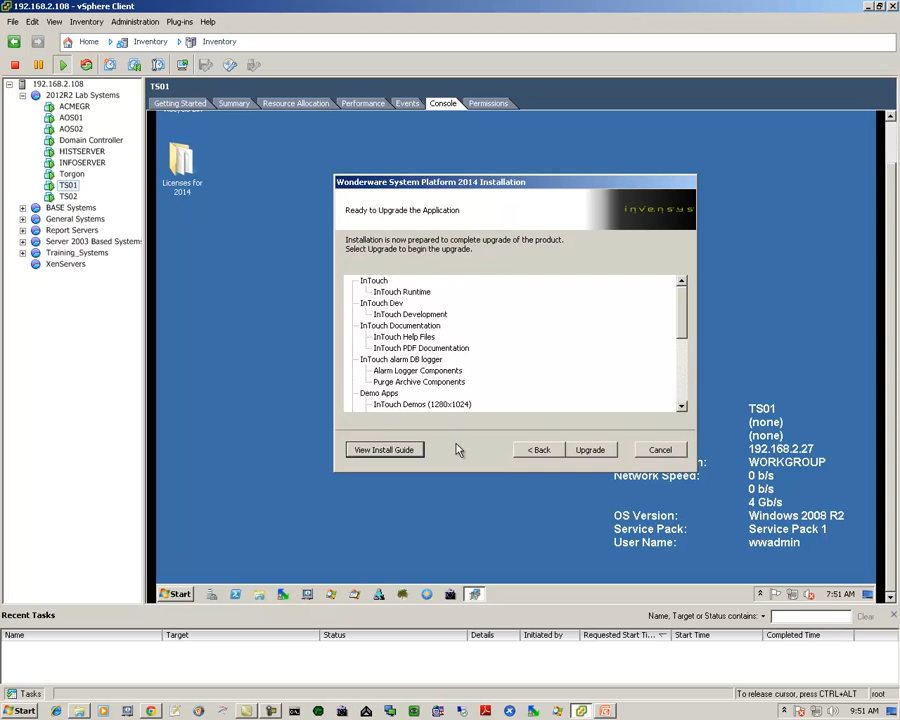 192.168.2.108 - vSphere Client
File Edit View Inventory Administration Plug-ins Help
Home Inventory Inventory
192.168.2.108
2012R2 Lab Systems
ACMEGR
AOS01
AOS02
Domain Controller
HISTSERVER
INFOSERVER
Torgon
TS01
TS02
BASE Systems
General Systems
Report Servers
Server 2003 Based Systems
Training_Systems
XenServers
TS01
Getting Started Summary Resource Allocation Performance Events Console Permissions
Licenses for
2014
Wonderware System Platform 2014 Installation
Ready to Upgrade the Application
invensys
Installation is now prepared to complete upgrade of the product.
Select Upgrade to begin the upgrade.
InTouch
InTouch Runtime
InTouch Dev
InTouch Development
InTouch Documentation
InTouch Help Files
InTouch PDF Documentation
InTouch alarm DB logger
Alarm Logger Components
Purge Archive Components
Demo Apps
InTouch Demos (1280x1024)
View Install Guide < Back Upgrade Cancel
TS01
(none)
(none)
192.168.2.27
WORKGROUP
Network Speed: 0 b/s
0 b/s
4 Gb/s
OS Version: Windows 2008 R2
Service Pack: Service Pack 1
User Name: wwadmin
Start 7:51 AM
Recent Tasks
Name, Target or Status contains: Clear
Name Target Status Details Initiated by Requested Start Ti... Start Time Completed Time
Tasks To release cursor, press CTRL+ALT root
Start 9:51 AM